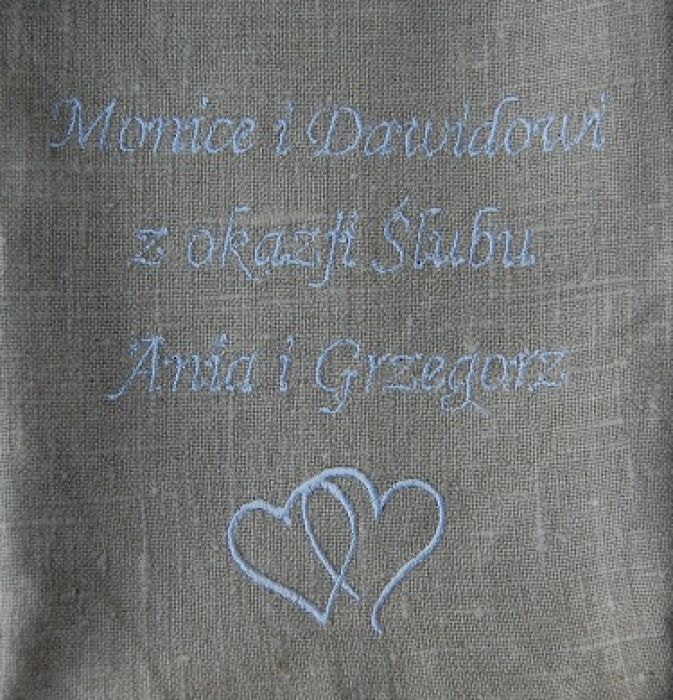 Monice i Dawidowi
z okazji Ślubu
Ania i Grzegorz